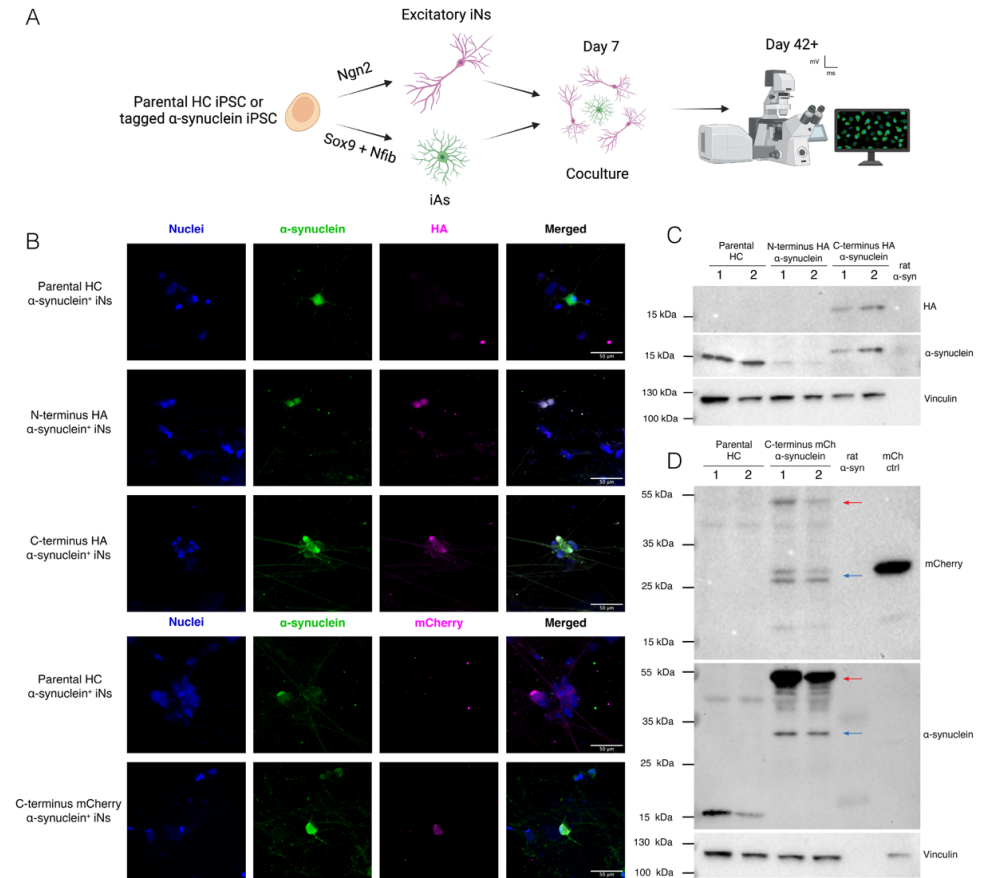 A
Excitatory iNs
Ngn2
Day 7
Day 42+
mV
ms
Parental HC iPSC or
tagged α-synuclein iPSC
Sox9 + Nfib
iAs
Coculture
B
Nuclei α-synuclein HA Merged
Parental HC
α-synuclein⁺ iNs
50 µm
N-terminus HA
α-synuclein⁺ iNs
50 µm
C-terminus HA
α-synuclein⁺ iNs
50 µm
Nuclei α-synuclein mCherry Merged
Parental HC
α-synuclein⁺ iNs
50 µm
C-terminus mCherry
α-synuclein⁺ iNs
50 µm
C
Parental N-terminus HA C-terminus HA
HC α-synuclein α-synuclein rat
1 2 1 2 1 2 α-syn
HA
15 kDa
15 kDa α-synuclein
130 kDa Vinculin
100 kDa
D
Parental C-terminus mCh rat mCh
HC α-synuclein α-syn ctrl
1 2 1 2
55 kDa
35 kDa
mCherry
25 kDa
15 kDa
55 kDa
35 kDa
α-synuclein
25 kDa
15 kDa
130 kDa
Vinculin
100 kDa